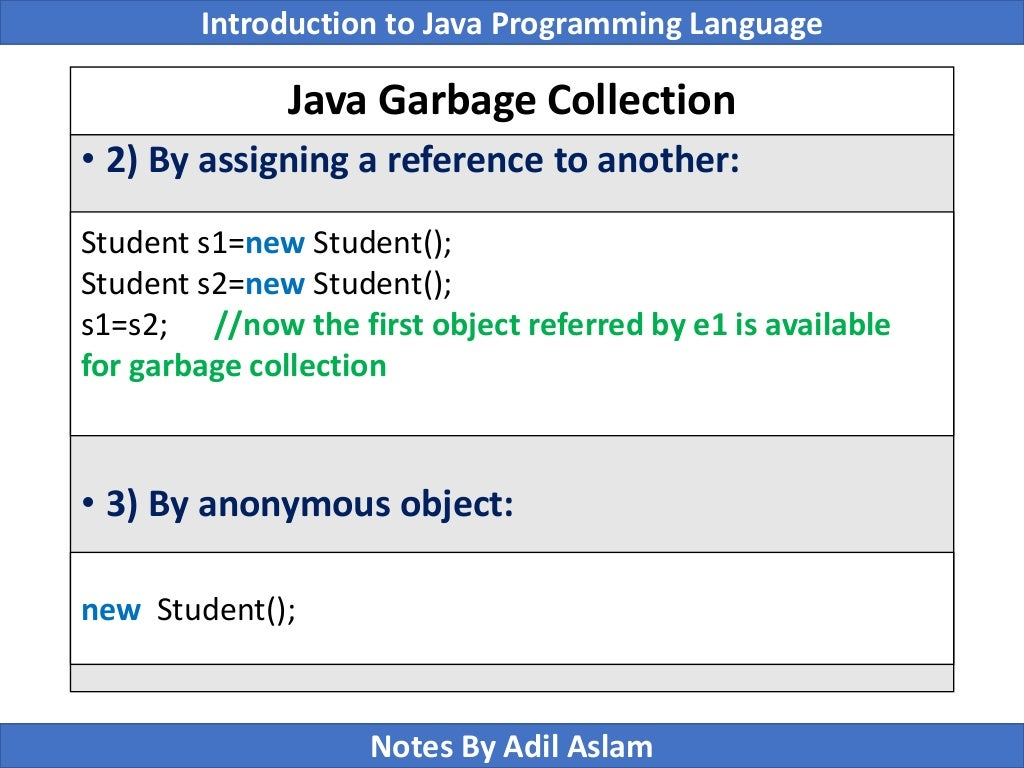 Introduction to Java Programming Language
Java Garbage Collection
• 2) By assigning a reference to another:
Student s1=new Student();
Student s2=new Student();
s1=s2; //now the first object referred by e1 is available
for garbage collection
• 3) By anonymous object:
new Student();
Notes By Adil Aslam